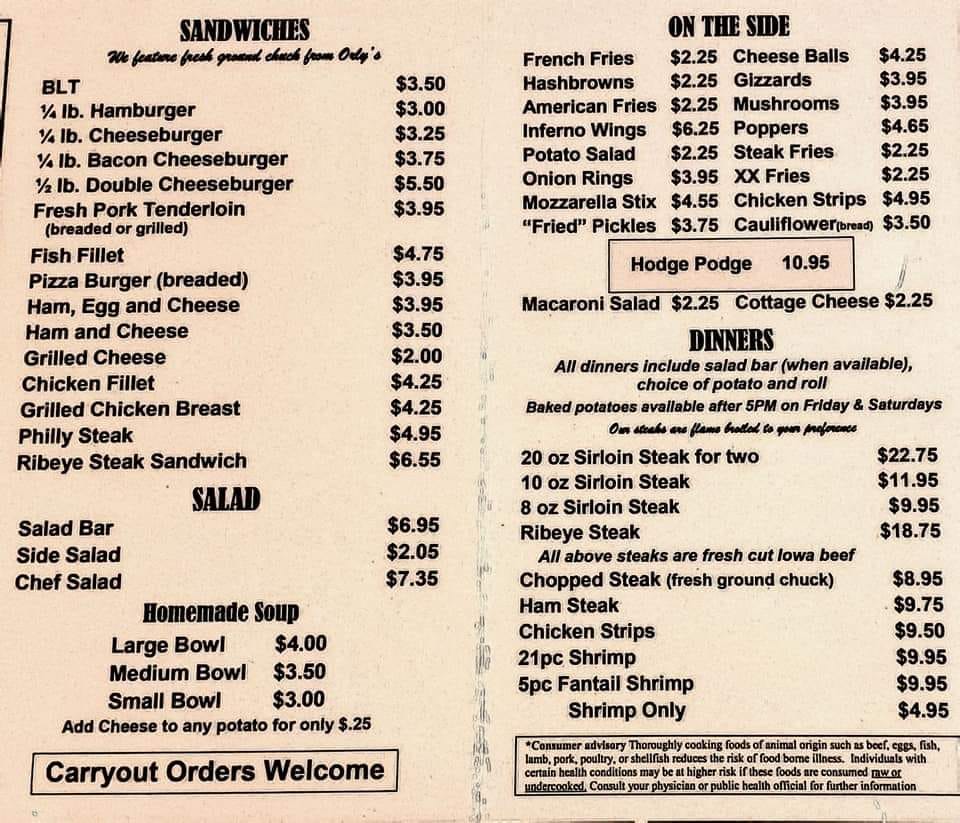 SANDWICHES
We feature fresh ground chuck from Orly's
BLT $3.50
¼ lb. Hamburger $3.00
¼ lb. Cheeseburger $3.25
¼ lb. Bacon Cheeseburger $3.75
½ lb. Double Cheeseburger $5.50
Fresh Pork Tenderloin $3.95
(breaded or grilled)
Fish Fillet $4.75
Pizza Burger (breaded) $3.95
Ham, Egg and Cheese $3.95
Ham and Cheese $3.50
Grilled Cheese $2.00
Chicken Fillet $4.25
Grilled Chicken Breast $4.25
Philly Steak $4.95
Ribeye Steak Sandwich $6.55
SALAD
Salad Bar $6.95
Side Salad $2.05
Chef Salad $7.35
Homemade Soup
Large Bowl $4.00
Medium Bowl $3.50
Small Bowl $3.00
Add Cheese to any potato for only $.25
Carryout Orders Welcome
ON THE SIDE
French Fries $2.25 Cheese Balls $4.25
Hashbrowns $2.25 Gizzards $3.95
American Fries $2.25 Mushrooms $3.95
Inferno Wings $6.25 Poppers $4.65
Potato Salad $2.25 Steak Fries $2.25
Onion Rings $3.95 XX Fries $2.25
Mozzarella Stix $4.55 Chicken Strips $4.95
"Fried" Pickles $3.75 Cauliflower(bread) $3.50
Hodge Podge 10.95
Macaroni Salad $2.25 Cottage Cheese $2.25
DINNERS
All dinners include salad bar (when available),
choice of potato and roll
Baked potatoes available after 5PM on Friday & Saturdays
Our steaks are flame broiled to your preference
20 oz Sirloin Steak for two $22.75
10 oz Sirloin Steak $11.95
8 oz Sirloin Steak $9.95
Ribeye Steak $18.75
All above steaks are fresh cut Iowa beef
Chopped Steak (fresh ground chuck) $8.95
Ham Steak $9.75
Chicken Strips $9.50
21pc Shrimp $9.95
5pc Fantail Shrimp $9.95
Shrimp Only $4.95
*Consumer advisory Thoroughly cooking foods of animal origin such as beef, eggs, fish,
lamb, pork, poultry, or shellfish reduces the risk of food borne illness. Individuals with
certain health conditions may be at higher risk if these foods are consumed raw or
undercooked. Consult your physician or public health official for further information